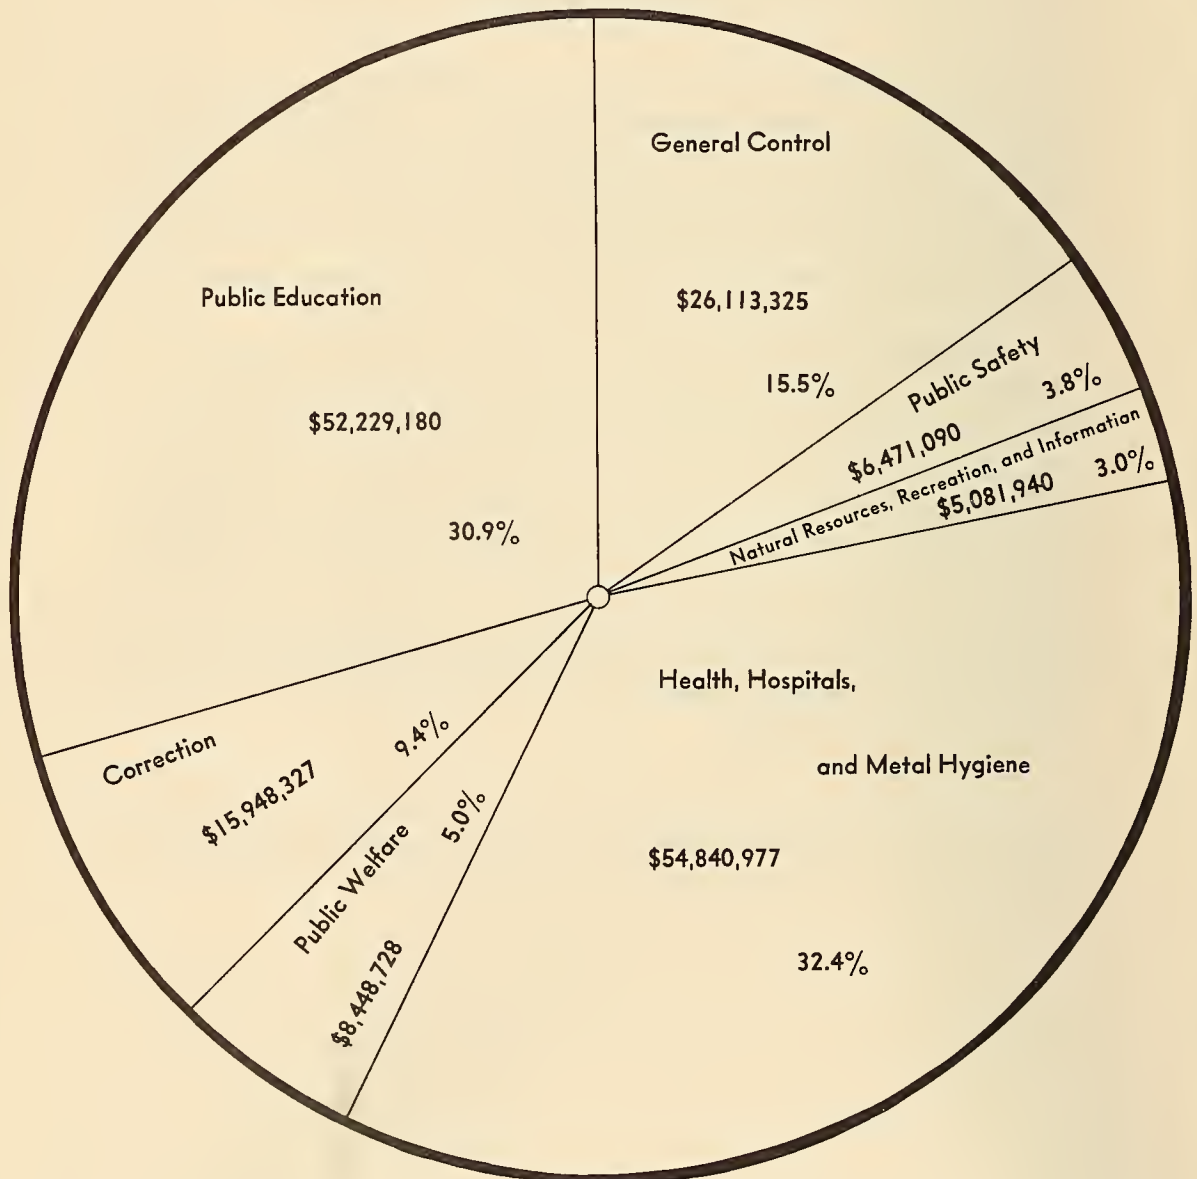 General Control
$26,113,325
15.5%
Public Safety
3.8%
$6,471,090
Natural Resources, Recreation, and Information
$5,081,940
3.0%
Health, Hospitals,
and Metal Hygiene
$54,840,977
32.4%
Public Welfare
5.0%
$8,448,728
Correction
9.4%
$15,948,327
Public Education
$52,229,180
30.9%